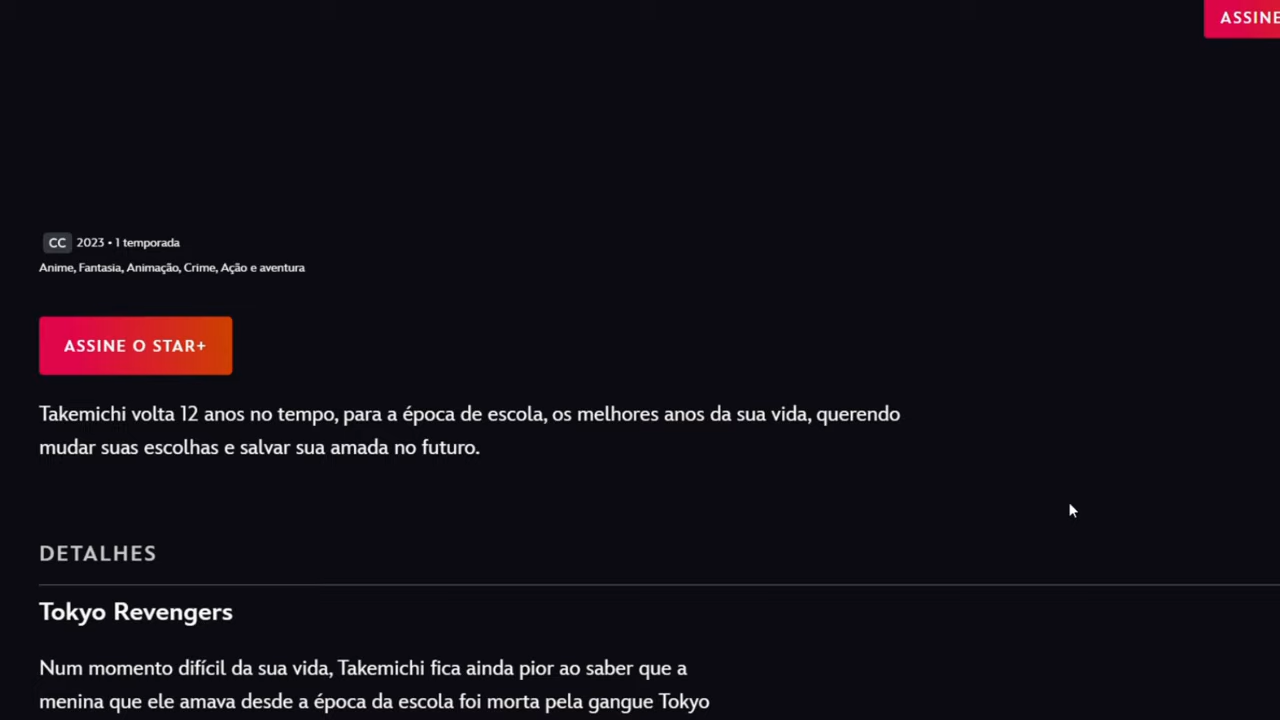 ASSINE
CC 2023 • 1 temporada
Anime, Fantasia, Animação, Crime, Ação e aventura
ASSINE O STAR+
Takemichi volta 12 anos no tempo, para a época de escola, os melhores anos da sua vida, querendo
mudar suas escolhas e salvar sua amada no futuro.
DETALHES
Tokyo Revengers
Num momento difícil da sua vida, Takemichi fica ainda pior ao saber que a
menina que ele amava desde a época da escola foi morta pela gangue Tokyo